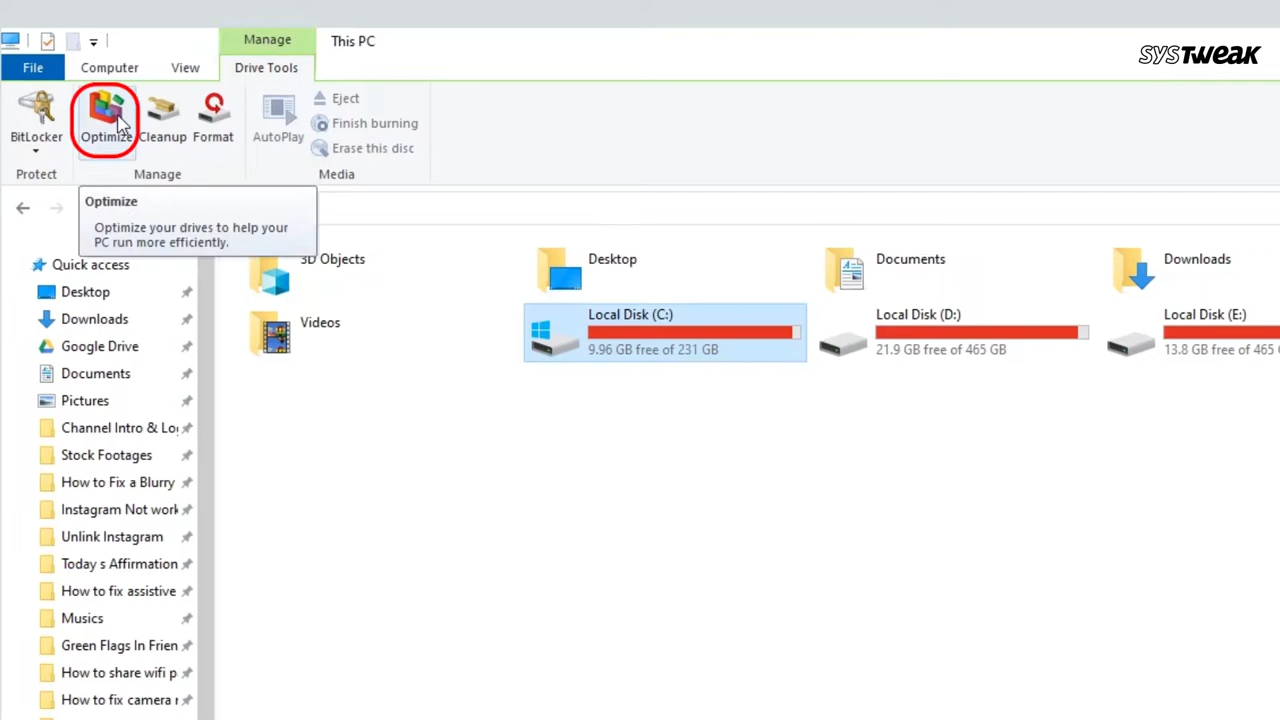 Manage
This PC
SYSTWEAK
File
Computer
View
Drive Tools
BitLocker
Optimize
Cleanup
Format
AutoPlay
Eject
Finish burning
Erase this disc
Protect
Manage
Media
Optimize
Optimize your drives to help your
PC run more efficiently.
Quick access
Desktop
Downloads
Google Drive
Documents
Pictures
Channel Intro & Lo
Stock Footages
How to Fix a Blurry
Instagram Not work
Unlink Instagram
Today s Affirmation
How to fix assistive
Musics
Green Flags In Frien
How to share wifi p
How to fix camera r
3D Objects
Desktop
Documents
Downloads
Videos
Local Disk (C:)
9.96 GB free of 231 GB
Local Disk (D:)
21.9 GB free of 465 GB
Local Disk (E:)
13.8 GB free of 465